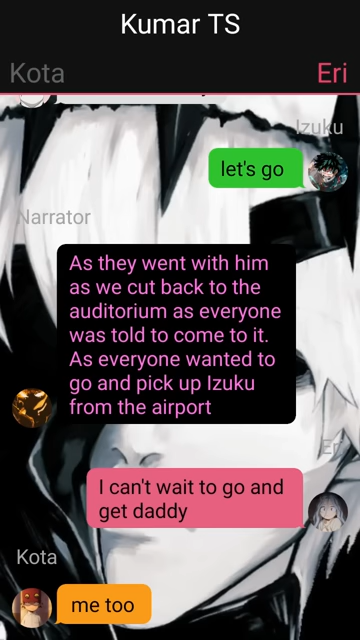 Kumar TS
Kota
Eri
Izuku
let's go
Narrator
As they went with him
as we cut back to the
auditorium as everyone
was told to come to it.
As everyone wanted to
go and pick up Izuku
from the airport
Eri
I can't wait to go and
get daddy
Kota
me too